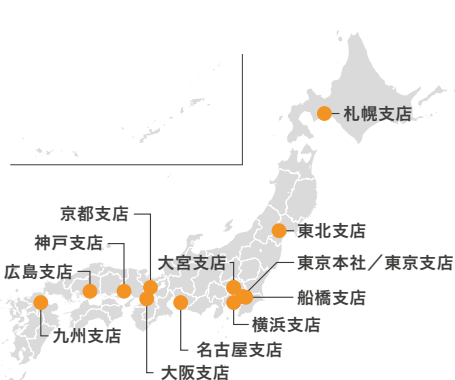 札幌支店
京都支店
東北支店
神戸支店
大宮支店
東京本社／東京支店
広島支店
船橋支店
横浜支店
九州支店
名古屋支店
大阪支店